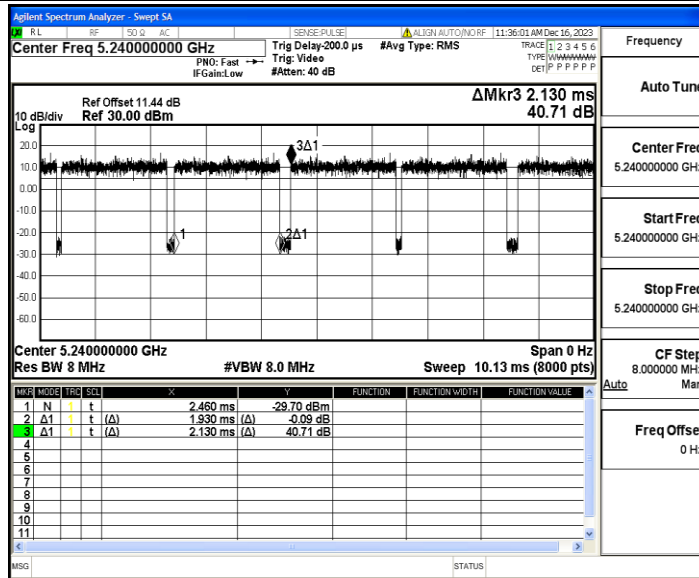 Agilent Spectrum Analyzer - Swept SA
RL RF 50 Ω AC SENSE:PULSE ALIGN AUTO/NO RF 11:36:01 AM Dec 16, 2023
Center Freq 5.240000000 GHz
PNO: Fast
IFGain:Low
Trig Delay-200.0 µs
Trig: Video
#Atten: 40 dB
#Avg Type: RMS
TRACE 1 2 3 4 5 6
TYPE WWWWWW
DET P P P P P P
Frequency
Auto Tune
Center Freq
5.240000000 GHz
Start Freq
5.240000000 GHz
Stop Freq
5.240000000 GHz
CF Step
8.000000 MHz
Auto Man
Freq Offset
0 Hz
Ref Offset 11.44 dB
10 dB/div Ref 30.00 dBm
ΔMkr3 2.130 ms
40.71 dB
Log
20.0
10.0
0.00
-10.0
-20.0
-30.0
-40.0
-50.0
-60.0
3Δ1
1
2Δ1
Center 5.240000000 GHz Span 0 Hz
Res BW 8 MHz #VBW 8.0 MHz Sweep 10.13 ms (8000 pts)
MKR MODE TRC SCL X Y FUNCTION FUNCTION WIDTH FUNCTION VALUE
1 N 1 t 2.460 ms -29.70 dBm
2 Δ1 1 t (Δ) 1.930 ms (Δ) -0.09 dB
3 Δ1 1 t (Δ) 2.130 ms (Δ) 40.71 dB
4
5
6
7
8
9
10
11
MSG STATUS